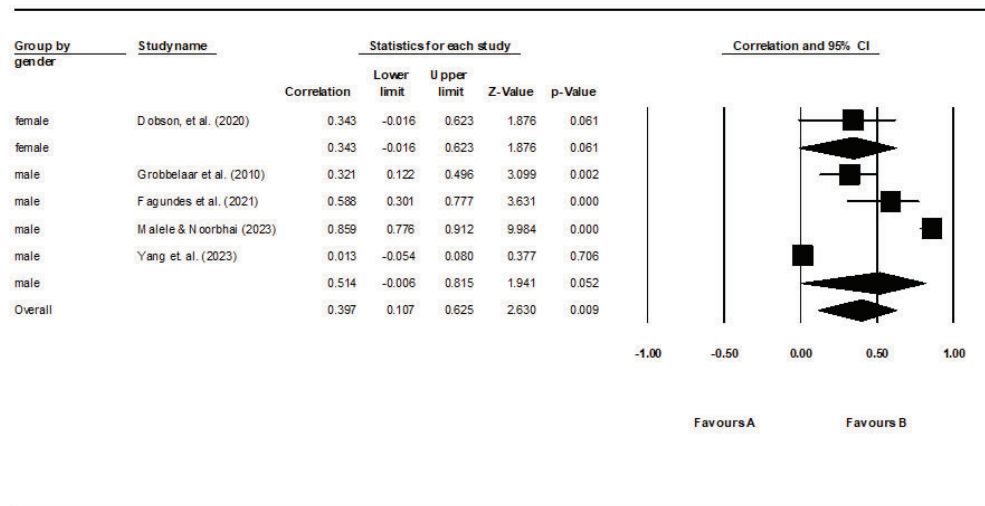 Group by gender Study name Statistics for each study Correlation and 95% CI
Correlation Lower limit Upper limit Z-Value p-Value
female Dobson, et al. (2020) 0.343 -0.016 0.623 1.876 0.061
female 0.343 -0.016 0.623 1.876 0.061
male Grobbelaar et al. (2010) 0.321 0.122 0.496 3.099 0.002
male Fagundes et al. (2021) 0.588 0.301 0.777 3.631 0.000
male Malele & Noorbhai (2023) 0.859 0.776 0.912 9.984 0.000
male Yang et. al. (2023) 0.013 -0.054 0.080 0.377 0.706
male 0.514 -0.006 0.815 1.941 0.052
Overall 0.397 0.107 0.625 2.630 0.009
-1.00 -0.50 0.00 0.50 1.00
Favours A Favours B